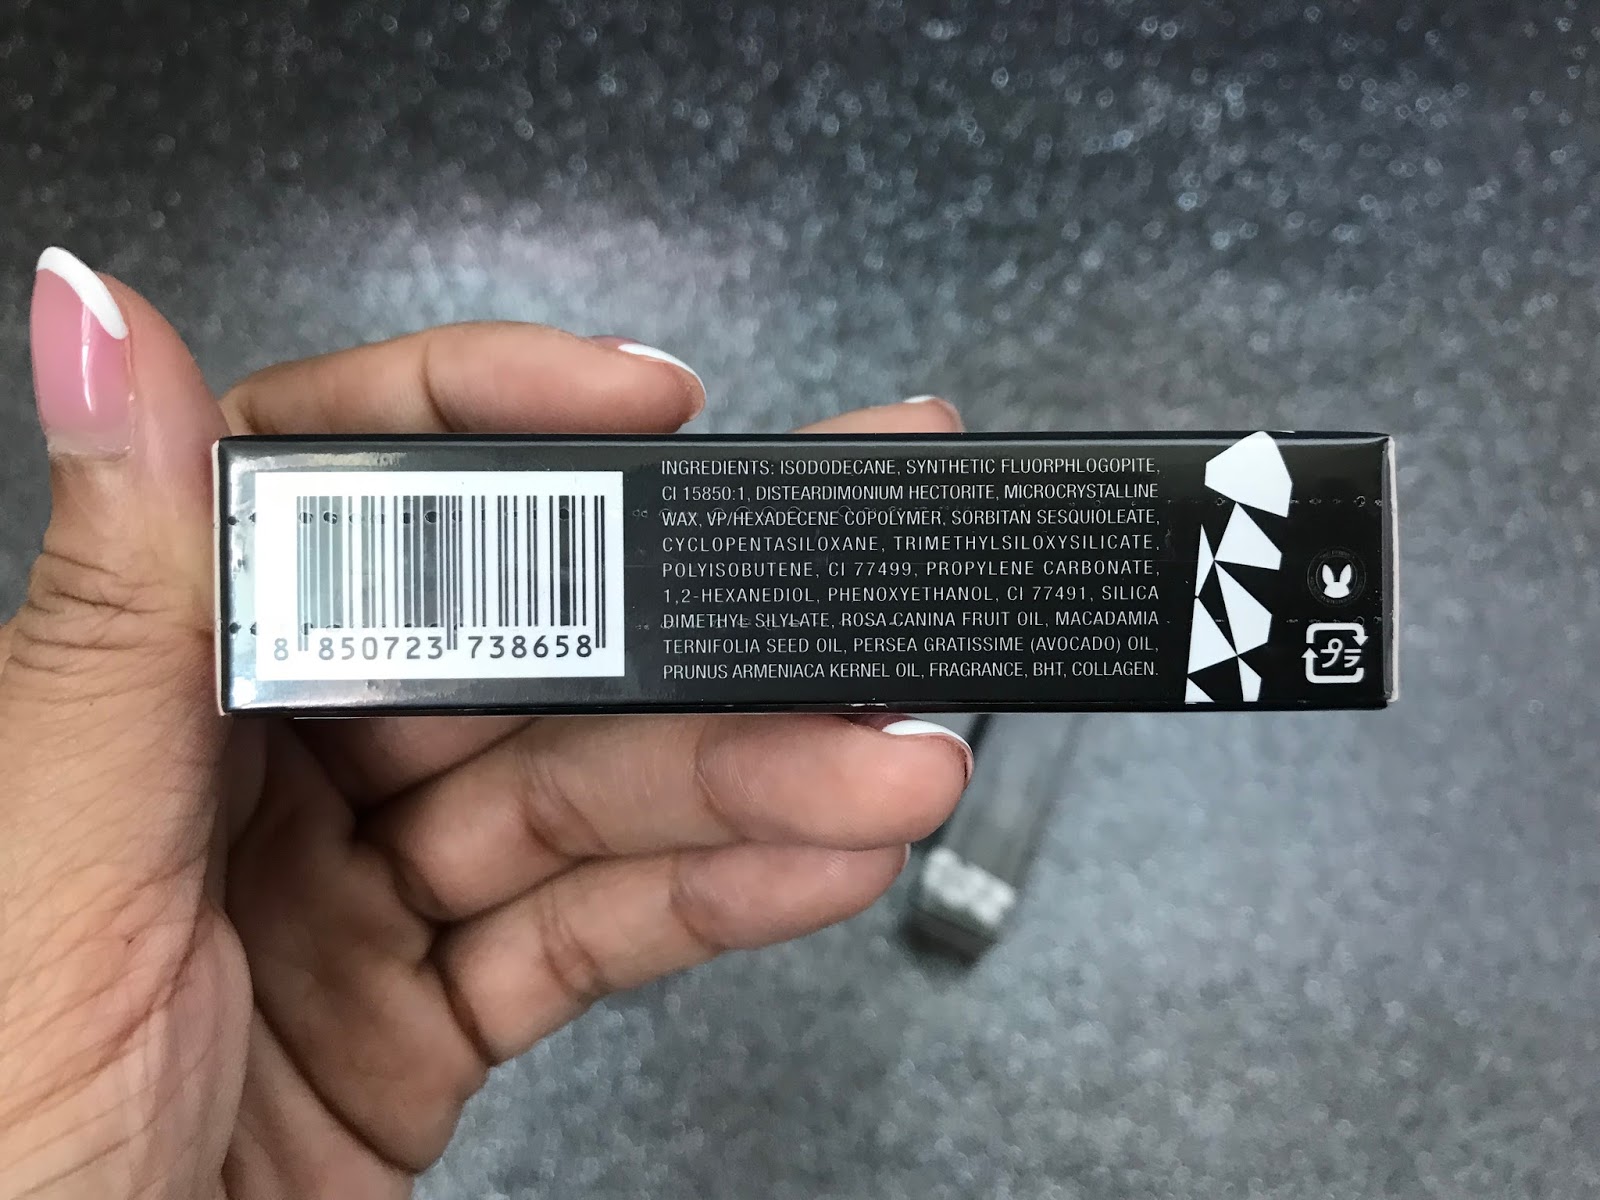 8 850723 738658
INGREDIENTS: ISODODECANE, SYNTHETIC FLUORPHLOGOPITE,
CI 15850:1, DISTEARDIMONIUM HECTORITE, MICROCRYSTALLINE
WAX, VP/HEXADECENE COPOLYMER, SORBITAN SESQUIOLEATE,
CYCLOPENTASILOXANE, TRIMETHYLSILOXYSILICATE,
POLYISOBUTENE, CI 77499, PROPYLENE CARBONATE,
1,2-HEXANEDIOL, PHENOXYETHANOL, CI 77491, SILICA
DIMETHYL SILYLATE, ROSA CANINA FRUIT OIL, MACADAMIA
TERNIFOLIA SEED OIL, PERSEA GRATISSIME (AVOCADO) OIL,
PRUNUS ARMENIACA KERNEL OIL, FRAGRANCE, BHT, COLLAGEN.
プラ